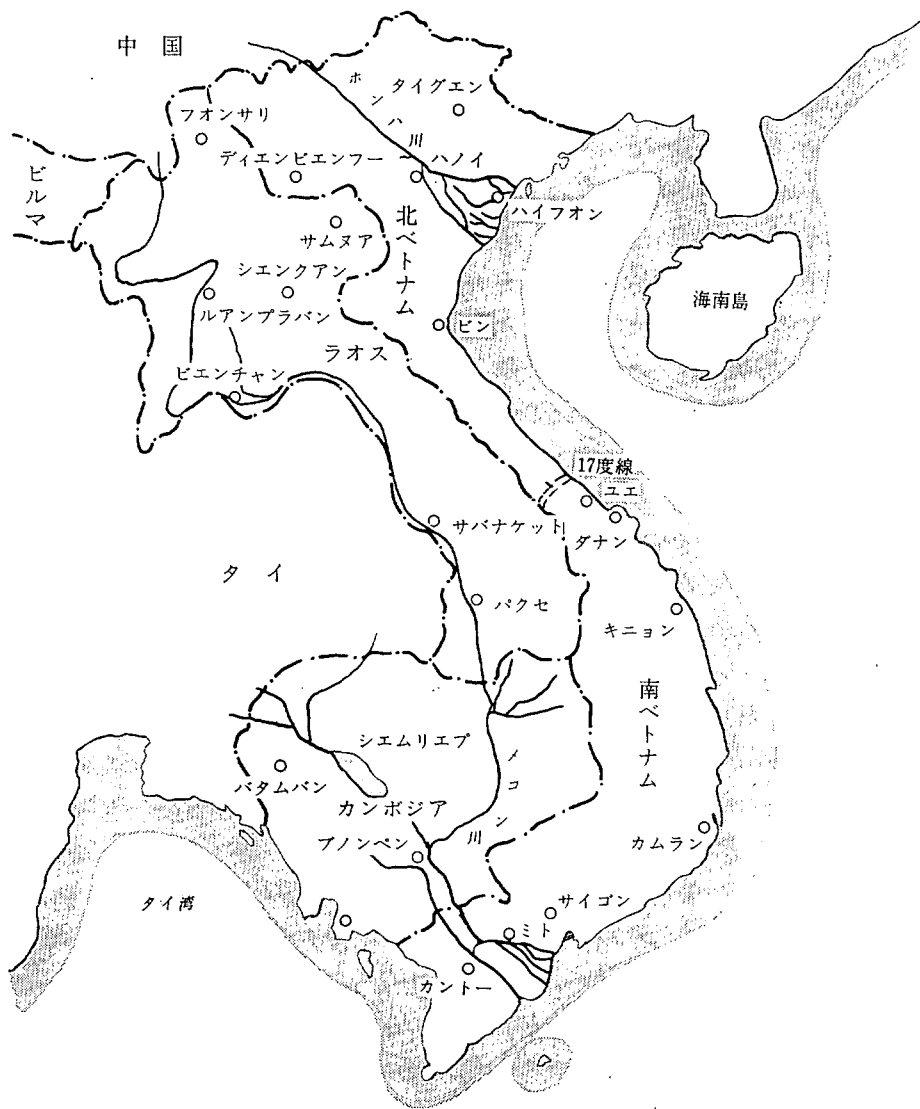 中国
ホンハ川
タイグエン
フォンサリ
ディエンビエンフー
ハノイ
ビルマ
ハイフォン
北ベトナム
サムヌア
シエンクアン
海南島
ルアンプラバン
ビン
ラオス
ビエンチャン
17度線
ユエ
サバナケット
ダナン
タイ
パクセ
キニョン
南ベトナム
シエムリエプ
メコン川
バタムバン
カンボジア
プノンペン
カムラン
タイ湾
サイゴン
ミト
カントー